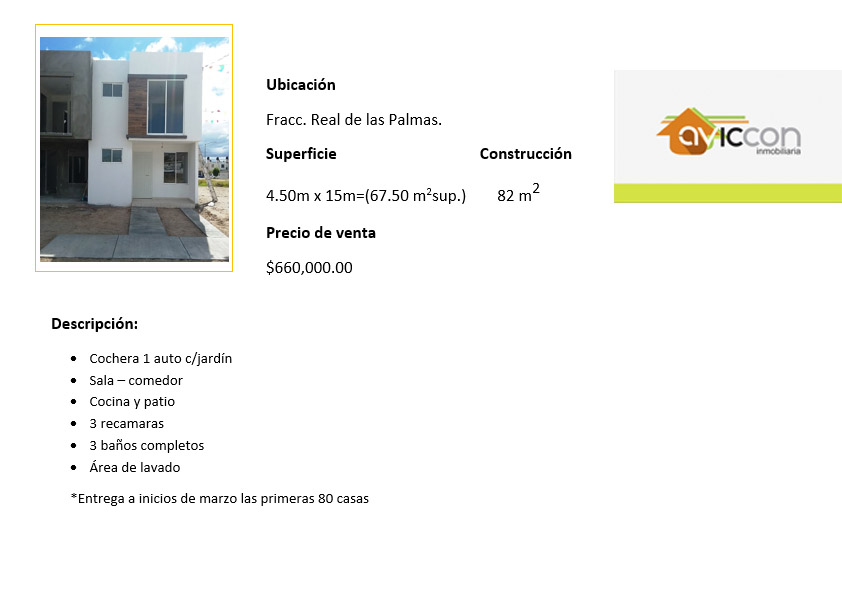 Ubicación
Fracc. Real de las Palmas.
Superficie Construcción
4.50m x 15m=(67.50 m²sup.) 82 m²
Precio de venta
$660,000.00
aviccon
inmobiliaria
Descripción:
• Cochera 1 auto c/jardín
• Sala – comedor
• Cocina y patio
• 3 recamaras
• 3 baños completos
• Área de lavado
*Entrega a inicios de marzo las primeras 80 casas